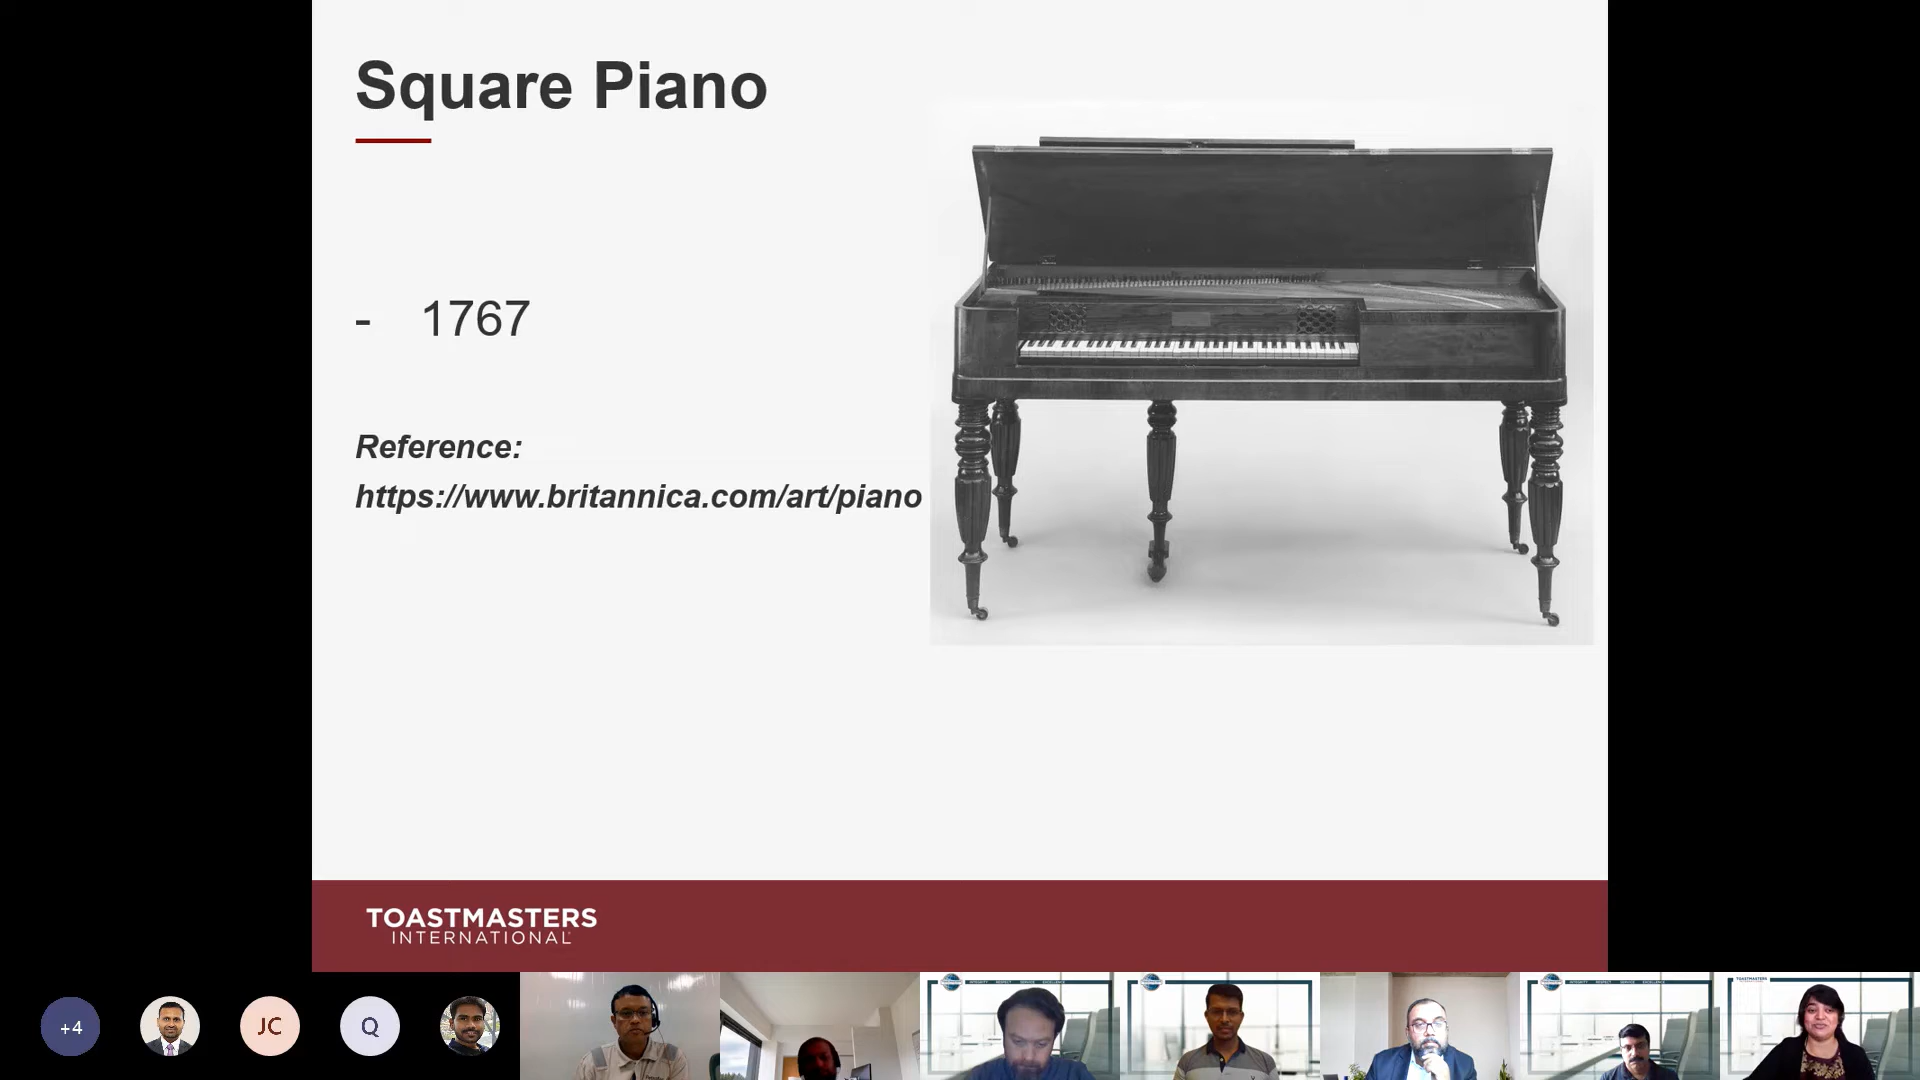 Square Piano
- 1767
Reference:
https://www.britannica.com/art/piano
TOASTMASTERS
INTERNATIONAL
+4
JC
Q